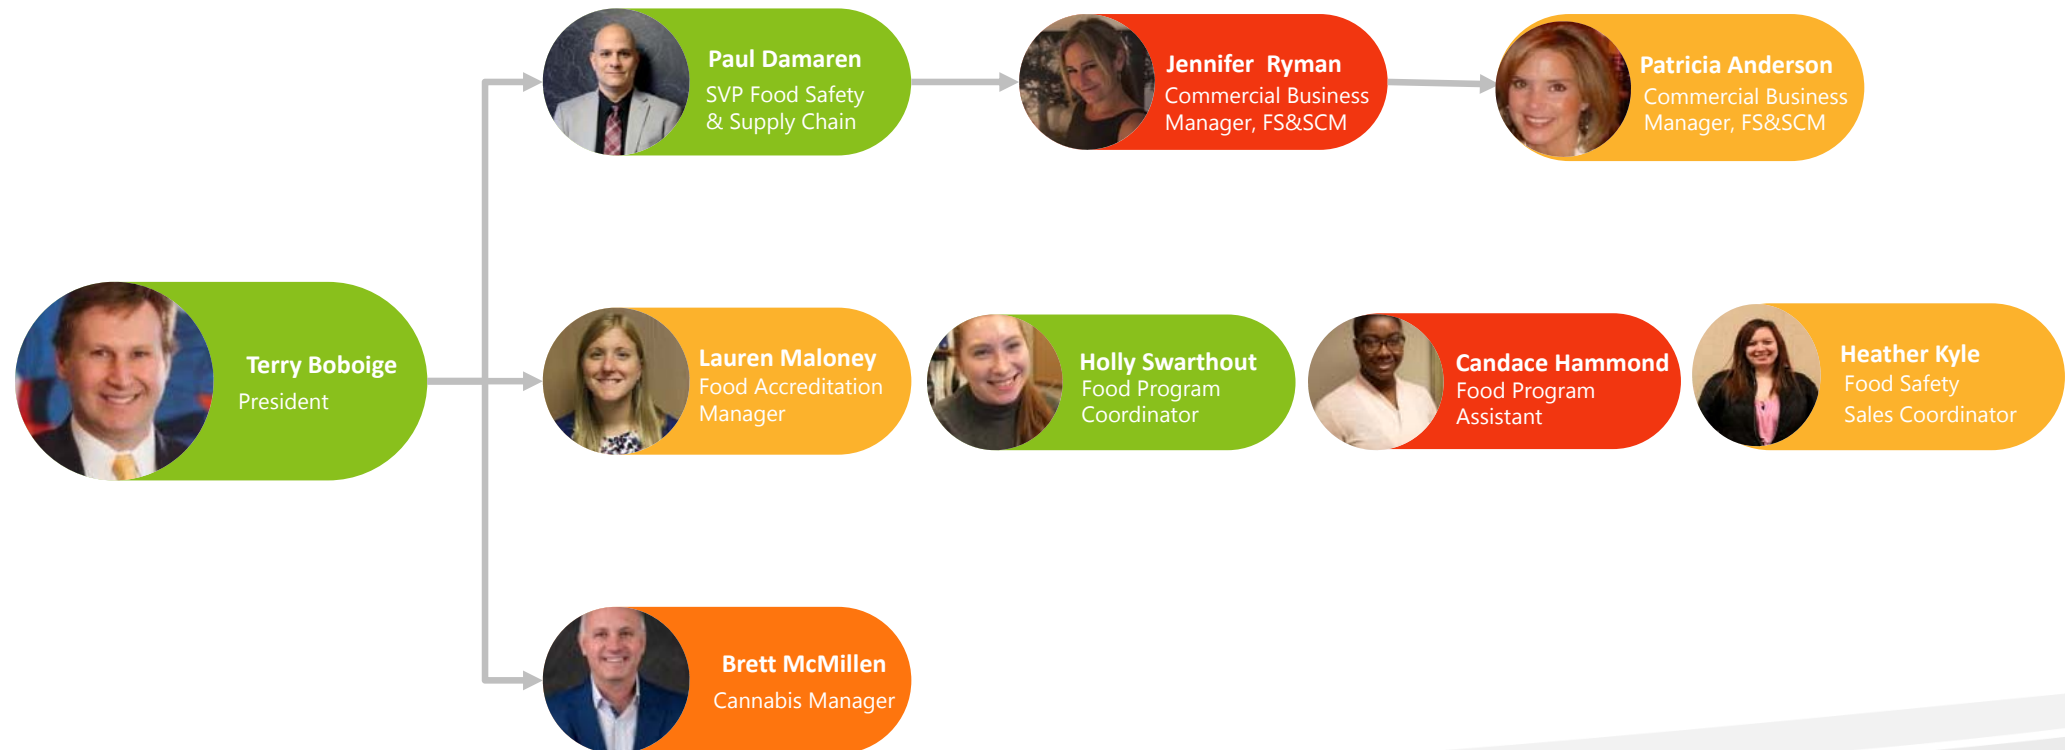 Paul Damaren
SVP Food Safety
& Supply Chain
Jennifer Ryman
Commercial Business
Manager, FS&SCM
Patricia Anderson
Commercial Business
Manager, FS&SCM
Terry Boboige
President
Lauren Maloney
Food Accreditation
Manager
Holly Swarthout
Food Program
Coordinator
Candace Hammond
Food Program
Assistant
Heather Kyle
Food Safety
Sales Coordinator
Brett McMillen
Cannabis Manager